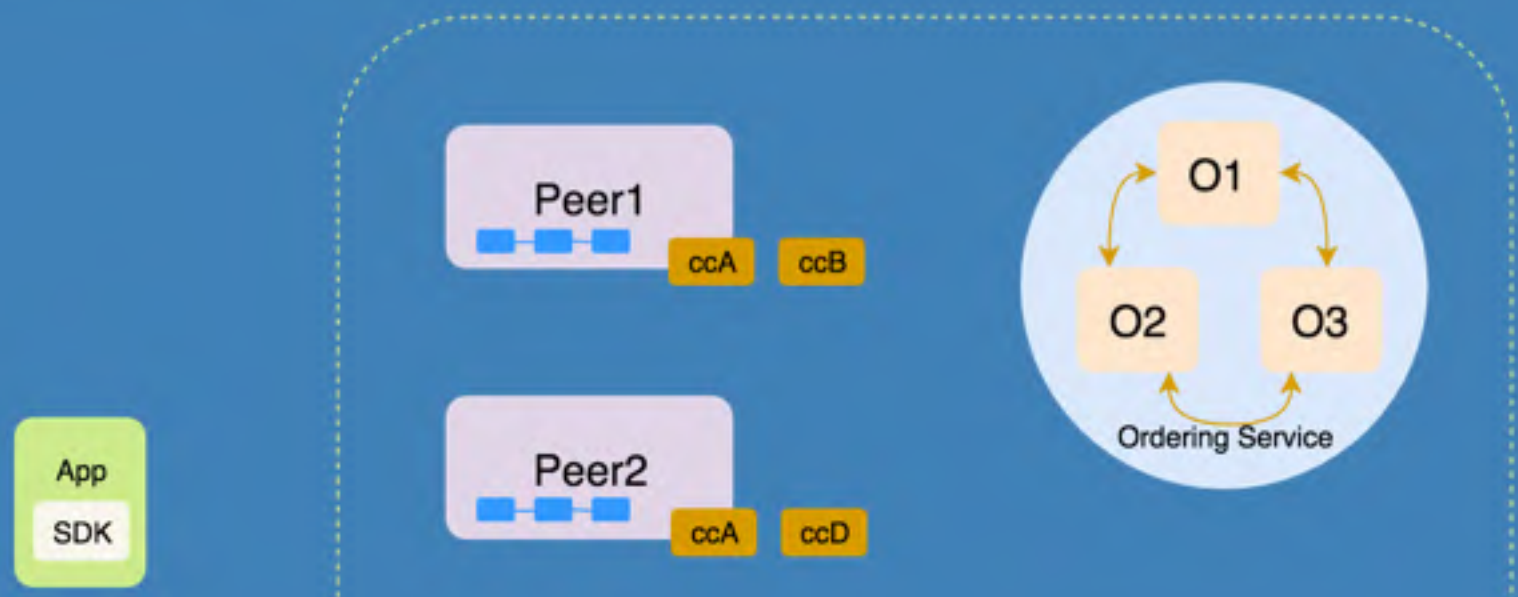 Peer1
ccA
ccB
O1
O2
O3
Ordering Service
App
SDK
Peer2
ccA
ccD